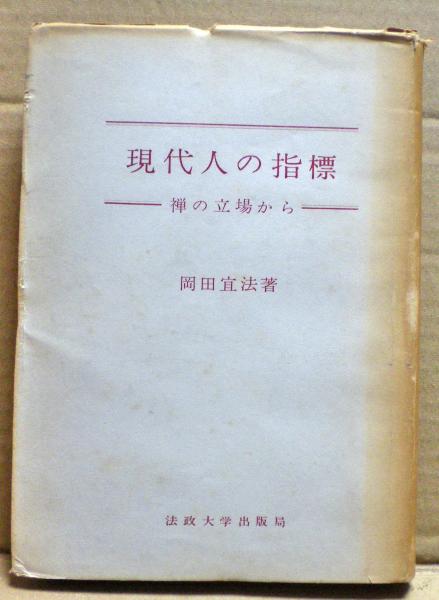 現代人の指標
禅の立場から
岡田宜法著
法政大学出版局